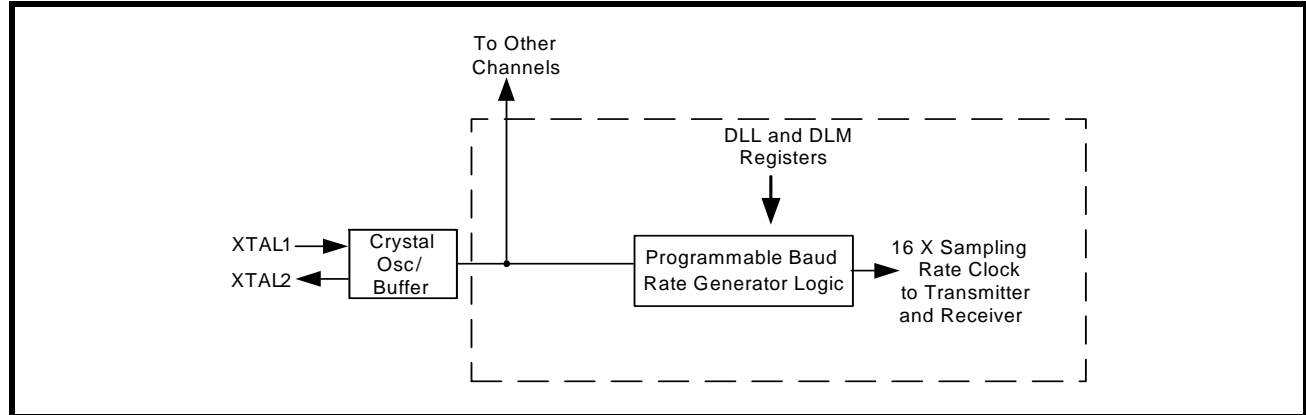 To Other
Channels
DLL and DLM
Registers
XTAL1
XTAL2
Crystal
Osc/
Buffer
Programmable Baud
Rate Generator Logic
16 X Sampling
Rate Clock
to Transmitter
and Receiver